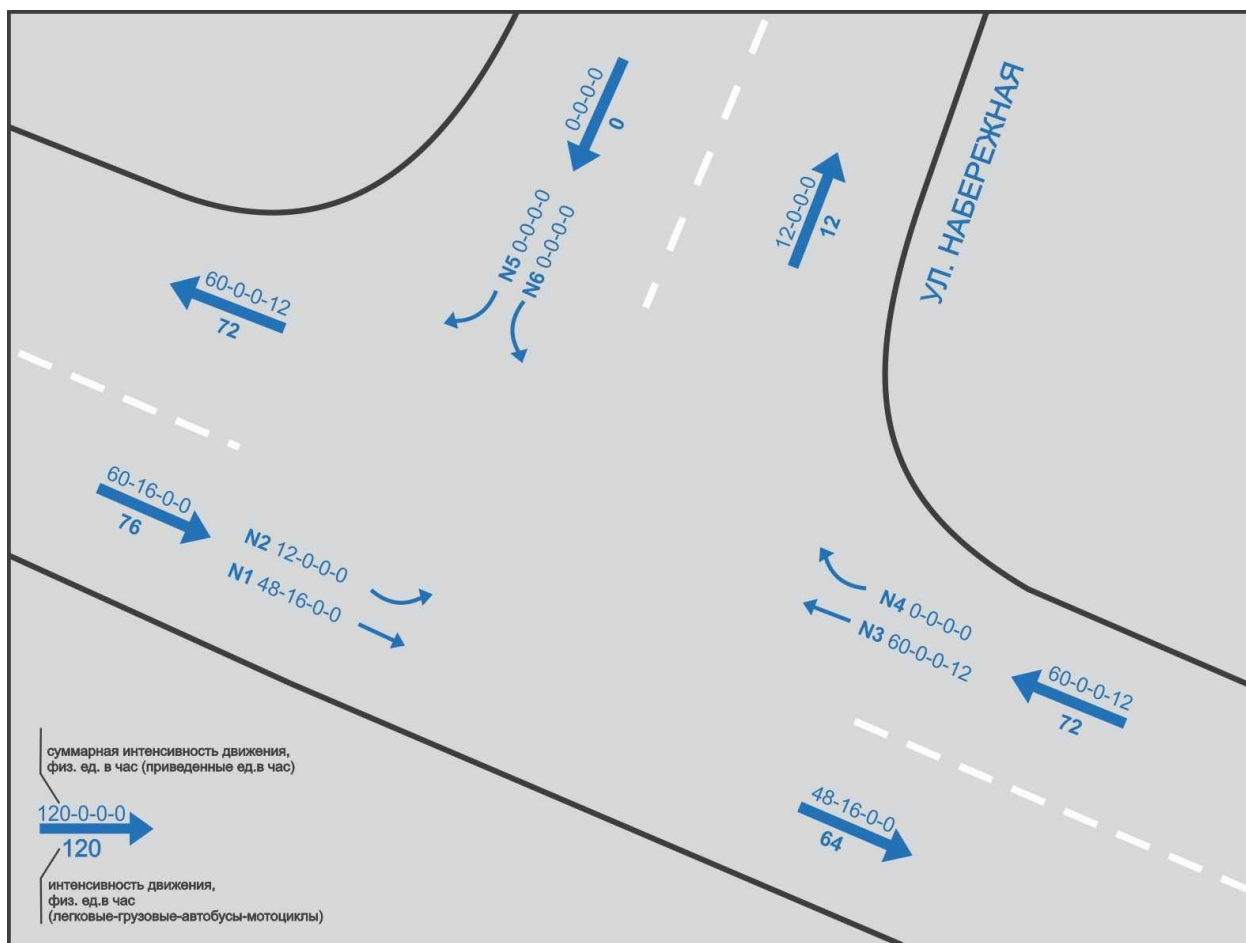 0-0-0-0
0
12-0-0-0
12
УЛ. НАБЕРЕЖНАЯ
N5 0-0-0-0
N6 0-0-0-0
60-0-0-12
72
60-16-0-0
76
N2 12-0-0-0
N1 48-16-0-0
N4 0-0-0-0
N3 60-0-0-12
60-0-0-12
72
48-16-0-0
64
суммарная интенсивность движения,
физ. ед. в час (приведенные ед.в час)
120-0-0-0
120
интенсивность движения,
физ. ед.в час
(легковые-грузовые-автобусы-мотоциклы)